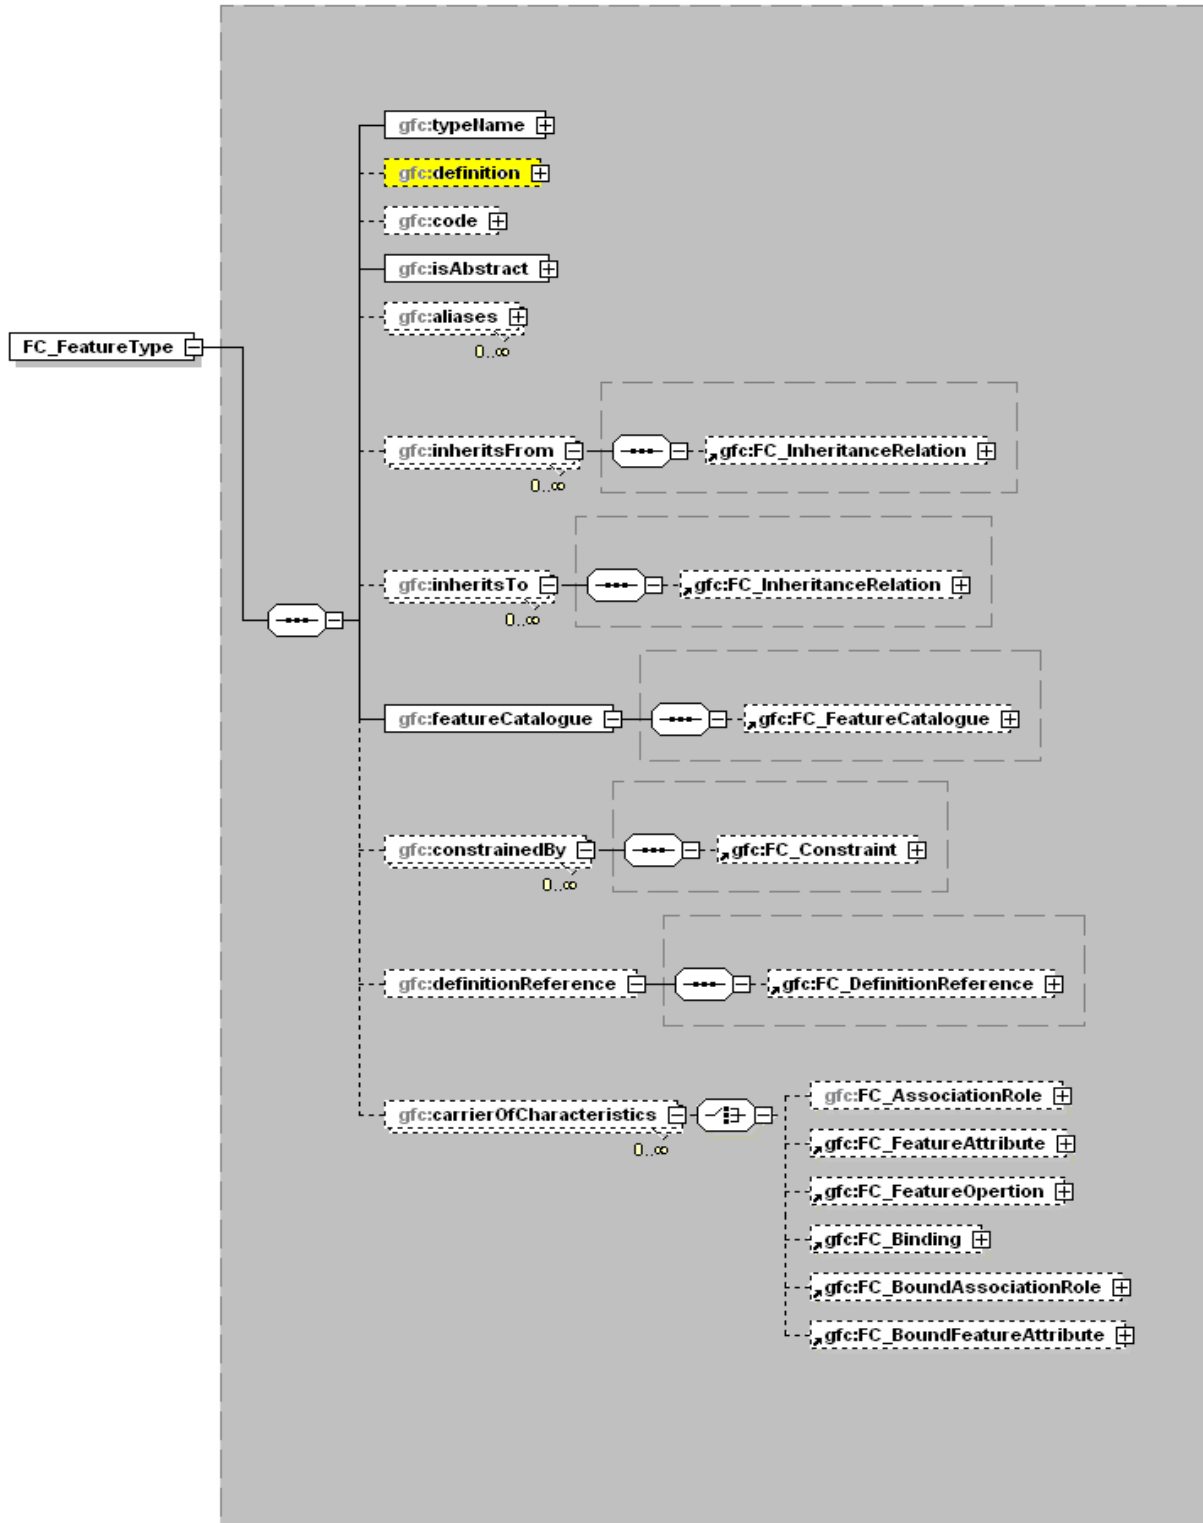 gfc:typeName
gfc:definition
gfc:code
gfc:isAbstract
gfc:aliases
0..∞
FC_FeatureType
gfc:inheritsFrom
gfc:FC_InheritanceRelation
0..∞
gfc:inheritsTo
gfc:FC_InheritanceRelation
0..∞
gfc:featureCatalogue
gfc:FC_FeatureCatalogue
gfc:constrainedBy
gfc:FC_Constraint
0..∞
gfc:definitionReference
gfc:FC_DefinitionReference
gfc:carrierOfCharacteristics
0..∞
gfc:FC_AssociationRole
gfc:FC_FeatureAttribute
gfc:FC_FeatureOpertion
gfc:FC_Binding
gfc:FC_BoundAssociationRole
gfc:FC_BoundFeatureAttribute